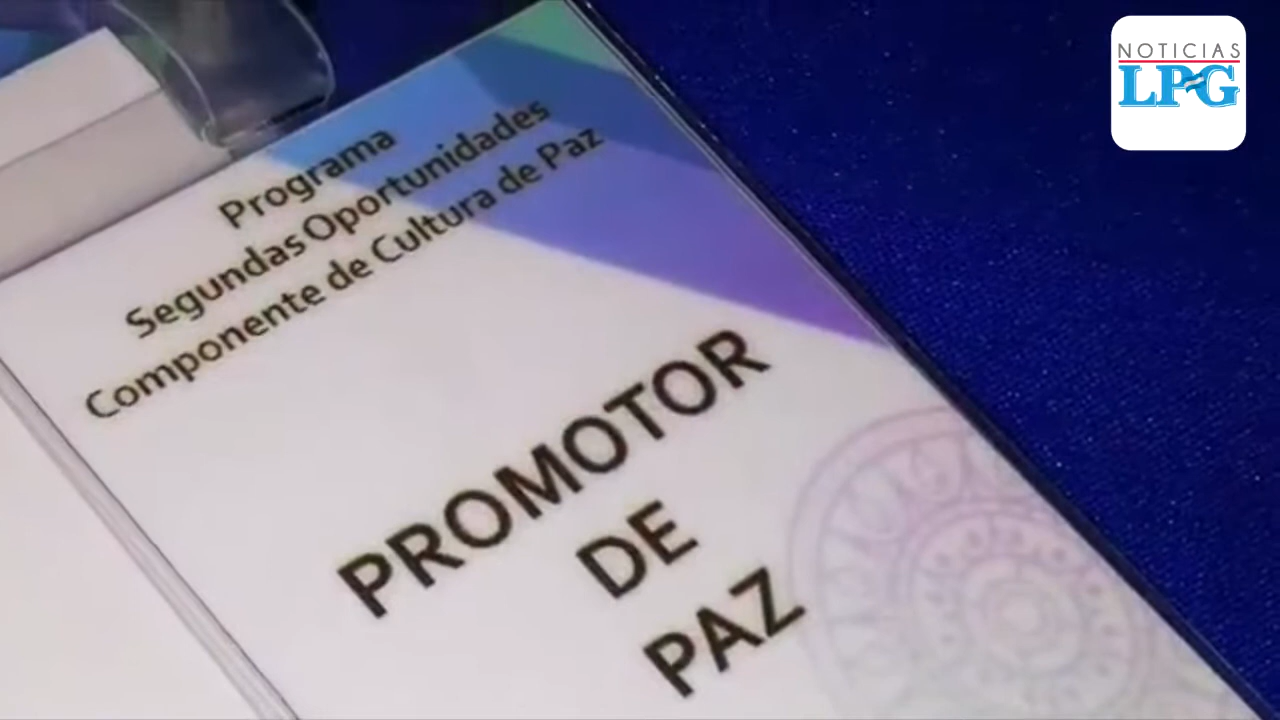 NOTICIAS
LPG
Programa
Segundas Oportunidades
Componente de Cultura de Paz
PROMOTOR
DE
PAZ